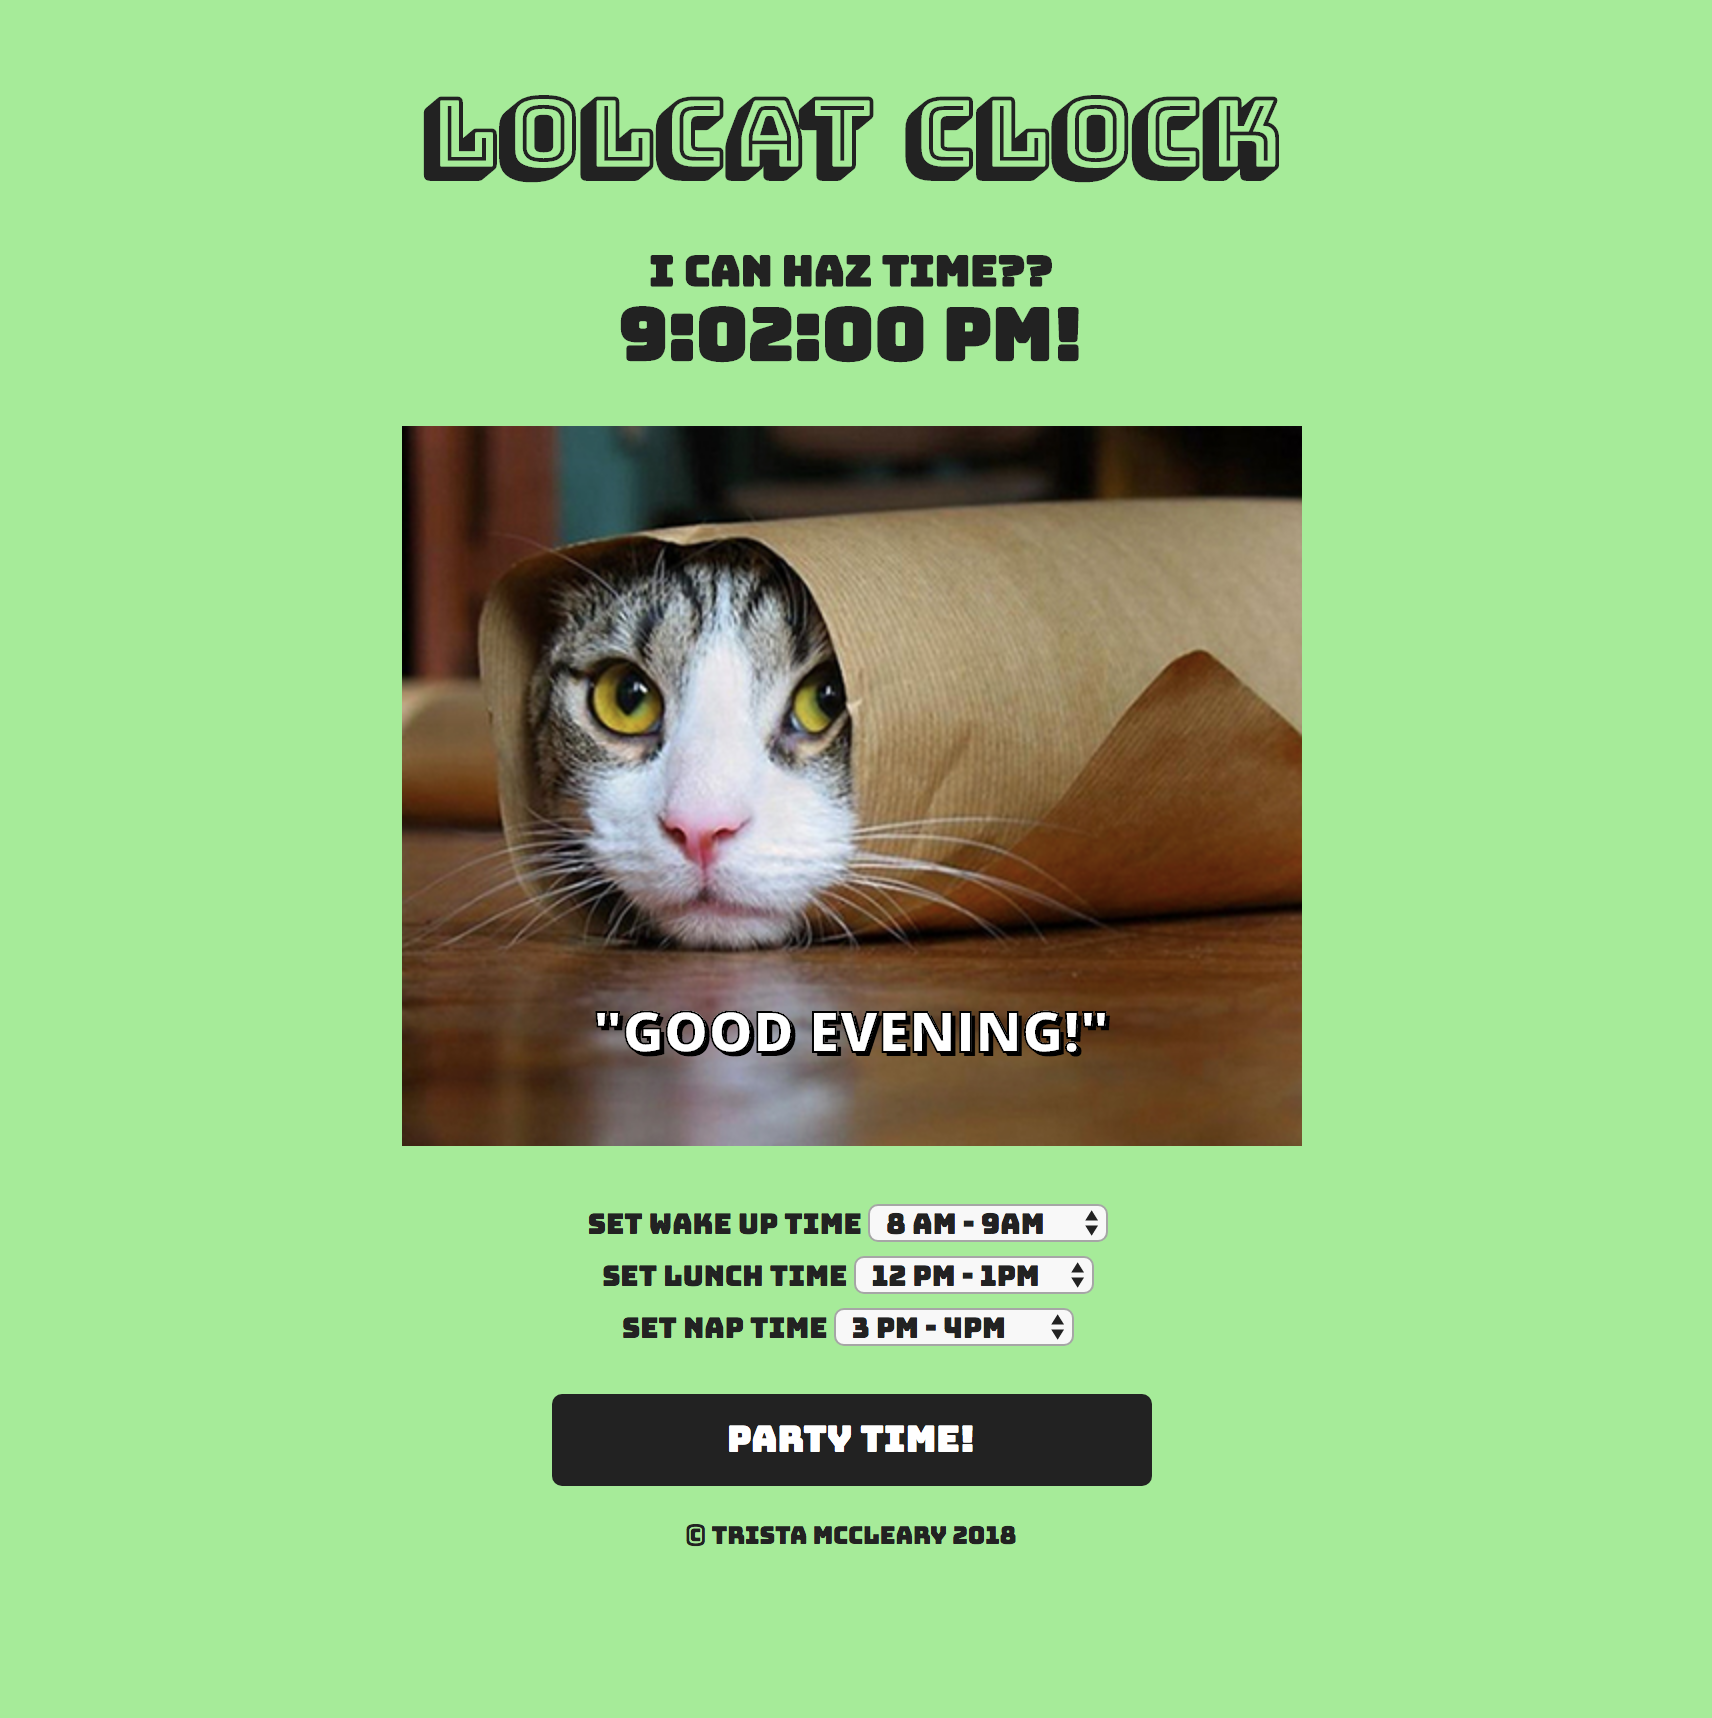 LOLCAT CLOCK
I CAN HAZ TIME??
9:02:00 PM!
"GOOD EVENING!"
SET WAKE UP TIME 8 AM - 9AM
SET LUNCH TIME 12 PM - 1PM
SET NAP TIME 3 PM - 4PM
PARTY TIME!
© TRISTA MCCLEARY 2018